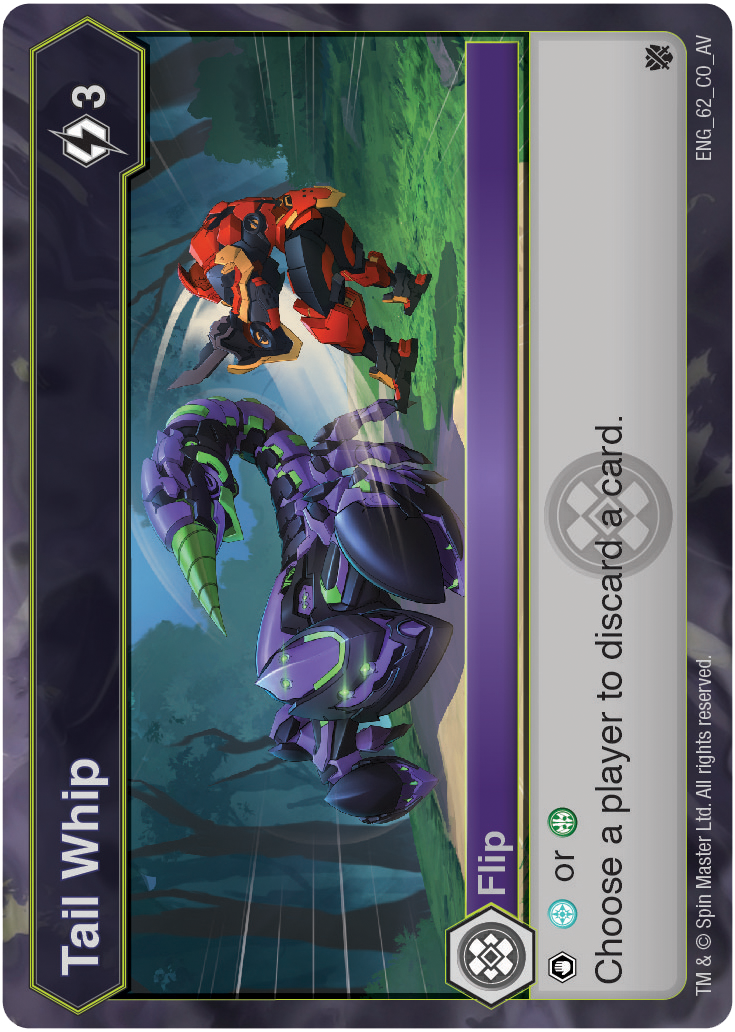 Tail Whip
3
Flip
or
Choose a player to discard a card.
TM & © Spin Master Ltd. All rights reserved.
ENG_62_CO_AV